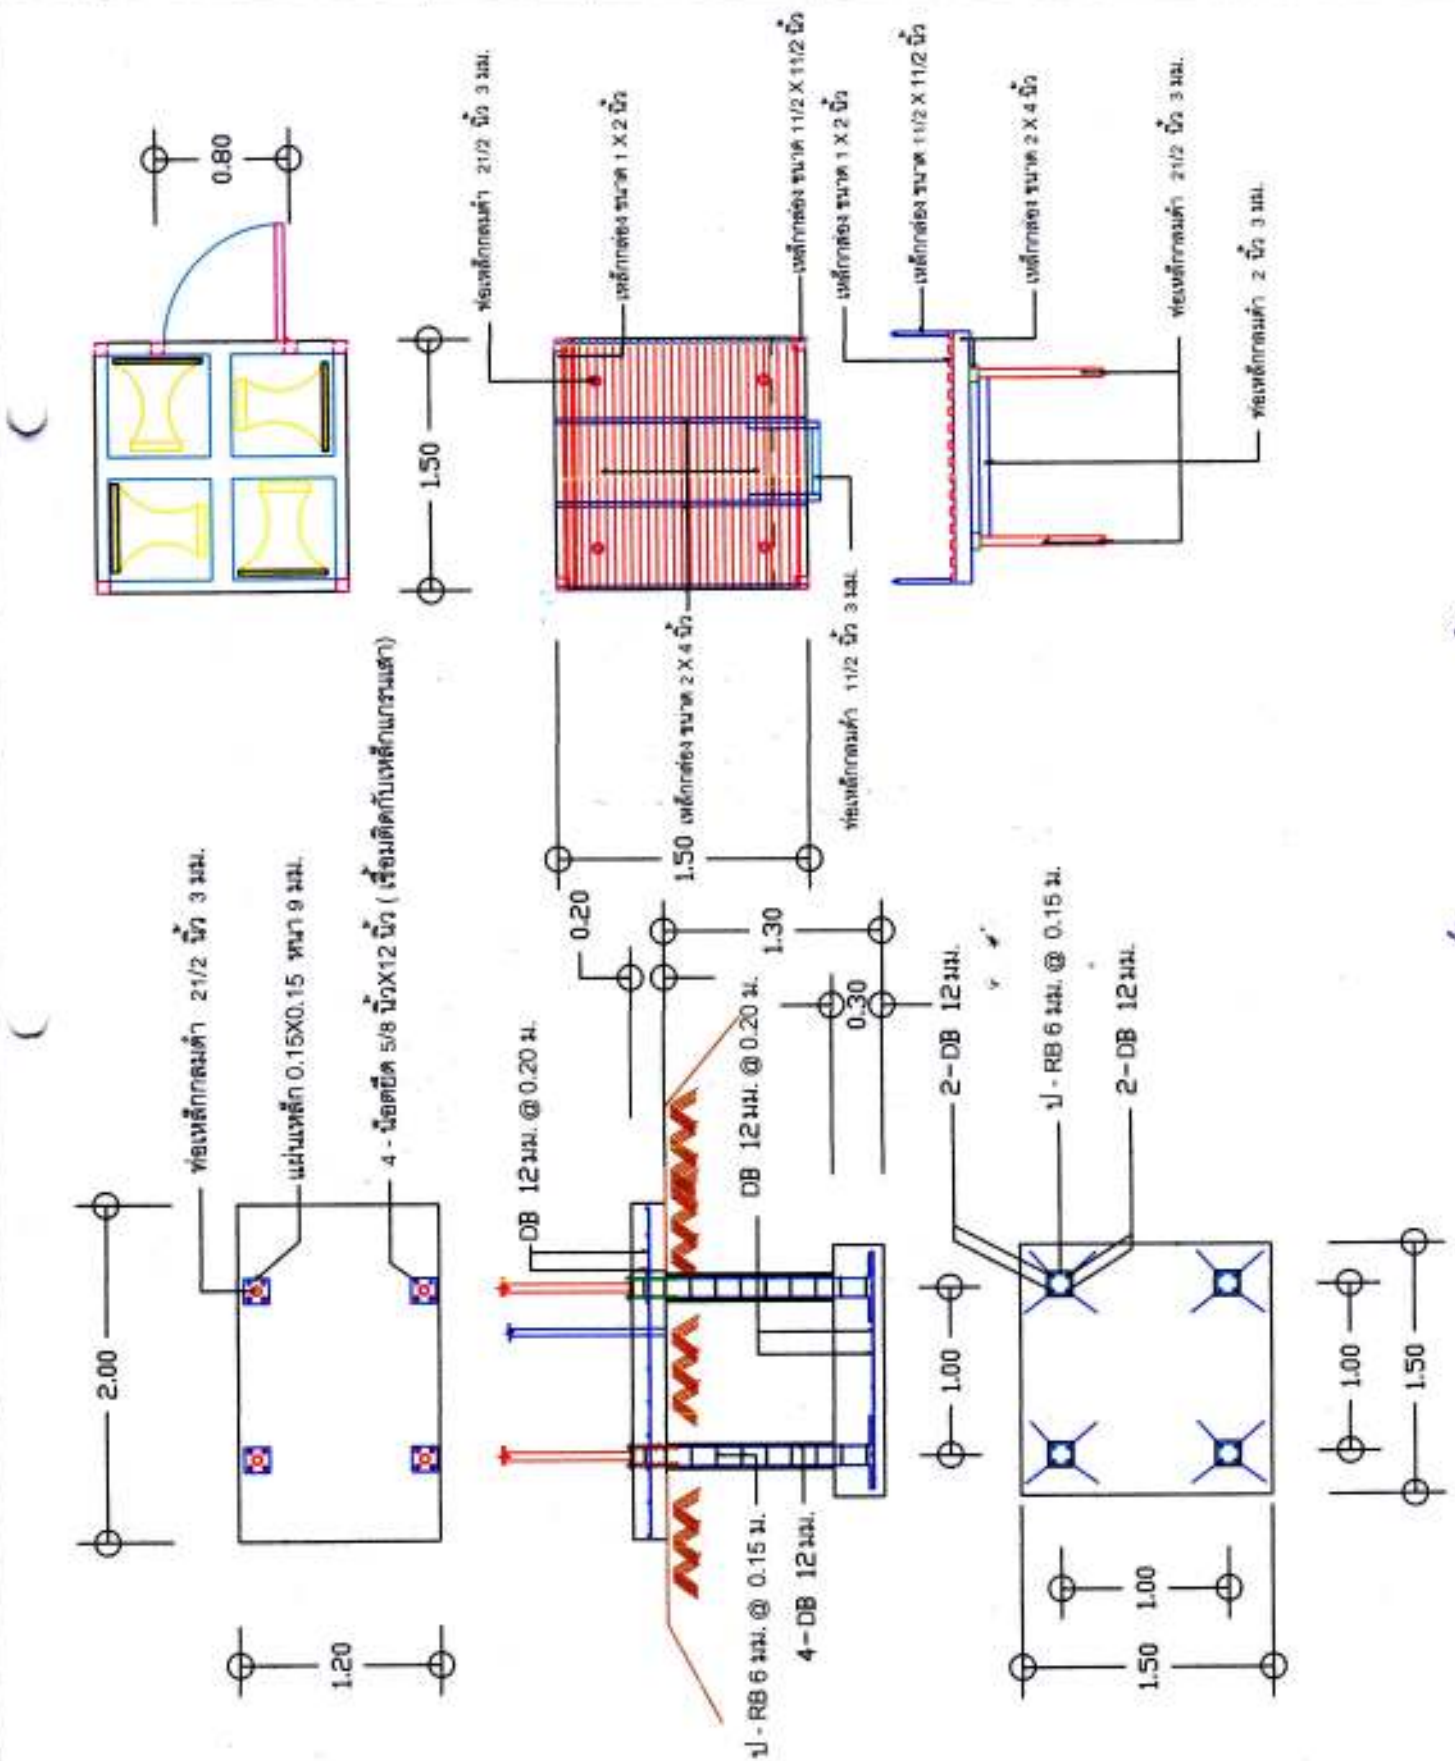 2.00
ท่อเหล็กกลมดำ 21/2 นิ้ว 3 มม.
แผ่นเหล็ก 0.15X0.15 หนา 9 มม.
4 - น๊อตยึด 5/8 นิ้วX12 นิ้ว ( เชื่อมติดกับเหล็กแกนเสา)
1.20
0.80
1.50
ท่อเหล็กกลมดำ 21/2 นิ้ว 3 มม.
เหล็กกล่อง ขนาด 1 X 2 นิ้ว
เหล็กกล่อง ขนาด 11/2 X 11/2 นิ้ว
1.50
เหล็กกล่อง ขนาด 2 X 4 นิ้ว
ท่อเหล็กกลมดำ 11/2 นิ้ว 3 มม.
เหล็กกล่อง ขนาด 1 X 2 นิ้ว
เหล็กกล่อง ขนาด 11/2 X 11/2 นิ้ว
เหล็กกล่อง ขนาด 2 X 4 นิ้ว
ท่อเหล็กกลมดำ 21/2 นิ้ว 3 มม.
ท่อเหล็กกลมดำ 2 นิ้ว 3 มม.
DB 12มม. @ 0.20 ม.
0.20
1.30
0.30
DB 12มม. @ 0.20 ม.
ป - RB 6 มม. @ 0.15 ม.
4-DB 12มม.
1.00
2-DB 12มม.
ป - RB 6 มม. @ 0.15 ม.
2-DB 12มม.
1.00
1.50
1.00
1.50